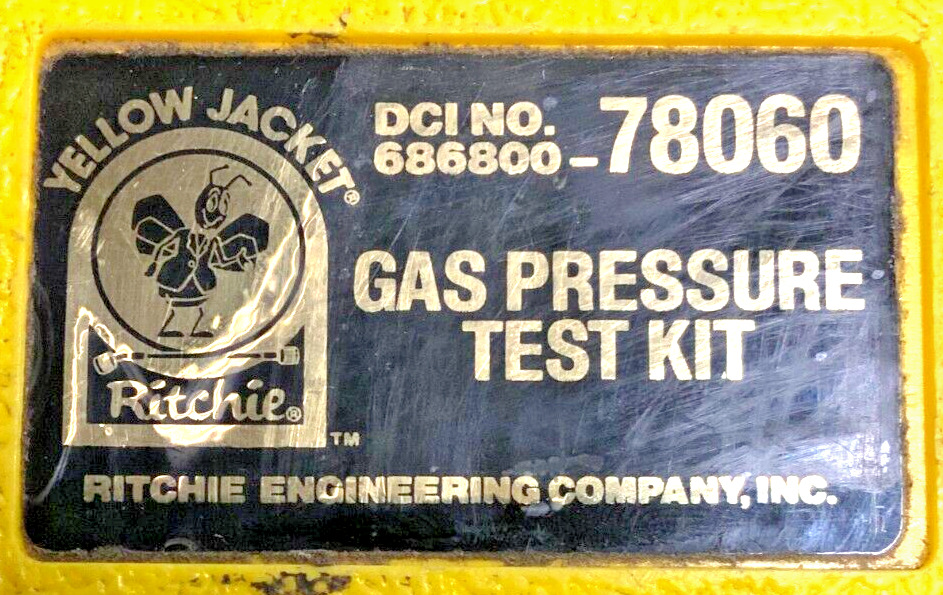 YELLOW JACKET®
Ritchie®
TM
DCI NO.
686800-78060
GAS PRESSURE
TEST KIT
RITCHIE ENGINEERING COMPANY, INC.